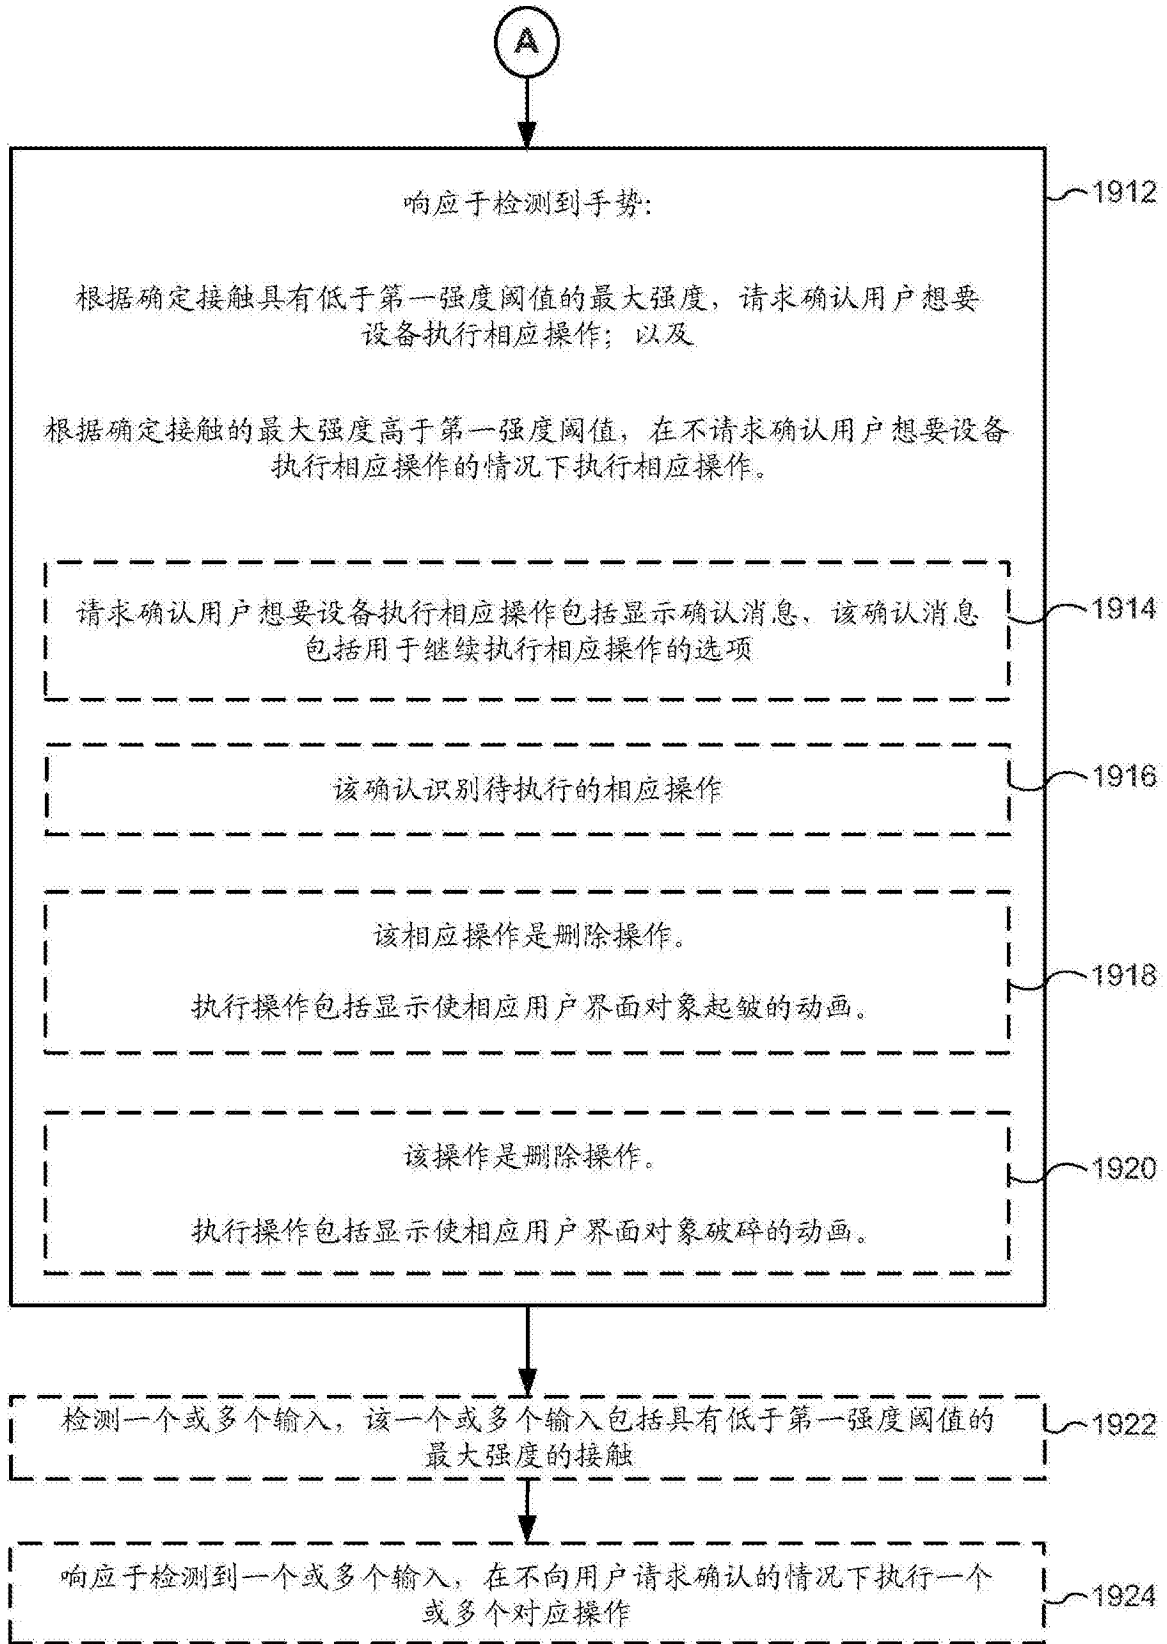 A
响应于检测到手势:
1912
根据确定接触具有低于第一强度阈值的最大强度，请求确认用户想要
设备执行相应操作；以及
根据确定接触的最大强度高于第一强度阈值，在不请求确认用户想要设备
执行相应操作的情况下执行相应操作。
请求确认用户想要设备执行相应操作包括显示确认消息，该确认消息
包括用于继续执行相应操作的选项
1914
该确认识别待执行的相应操作
1916
该相应操作是删除操作。
执行操作包括显示使相应用户界面对象起皱的动画。
1918
该操作是删除操作。
执行操作包括显示使相应用户界面对象破碎的动画。
1920
检测一个或多个输入，该一个或多个输入包括具有低于第一强度阈值的
最大强度的接触
1922
响应于检测到一个或多个输入，在不向用户请求确认的情况下执行一个
或多个对应操作
1924